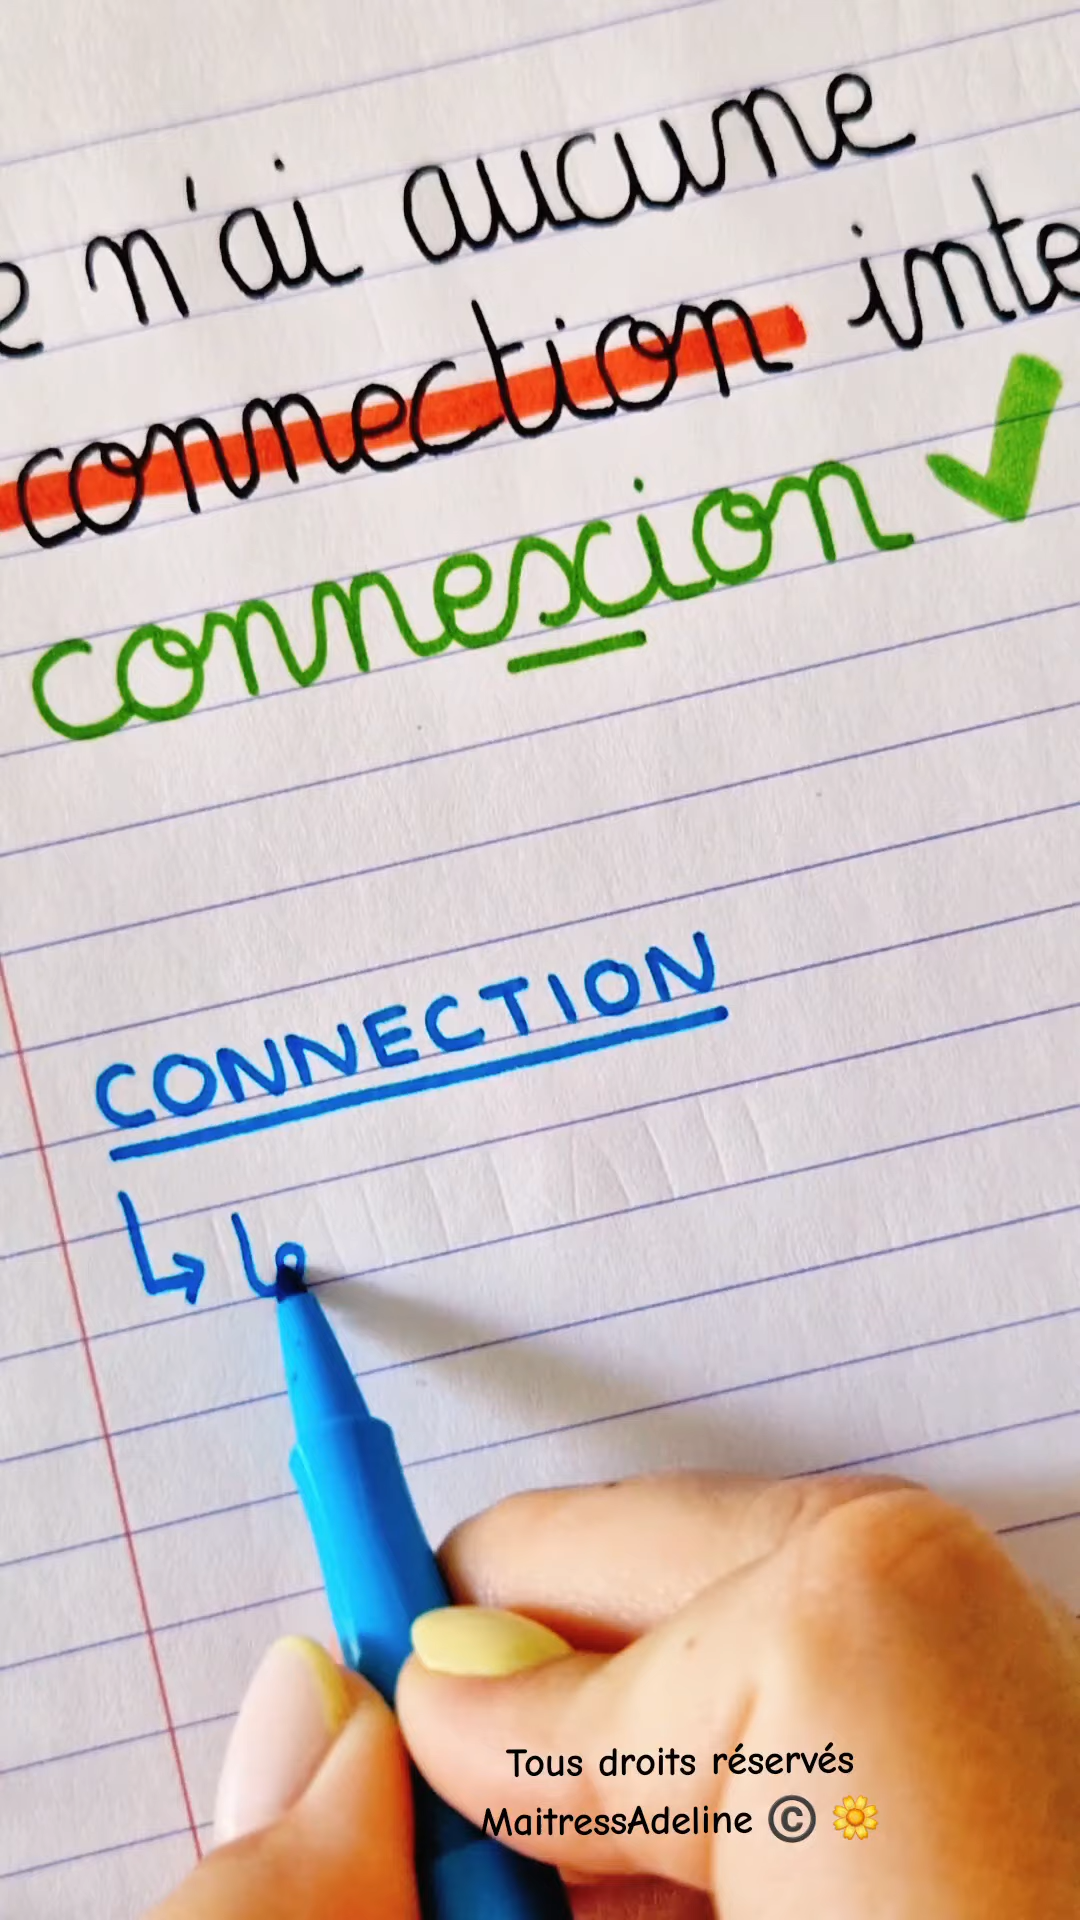 e n'ai aucune
connection inte
connexion
CONNECTION
Tous droits réservés
MaitressAdeline ©